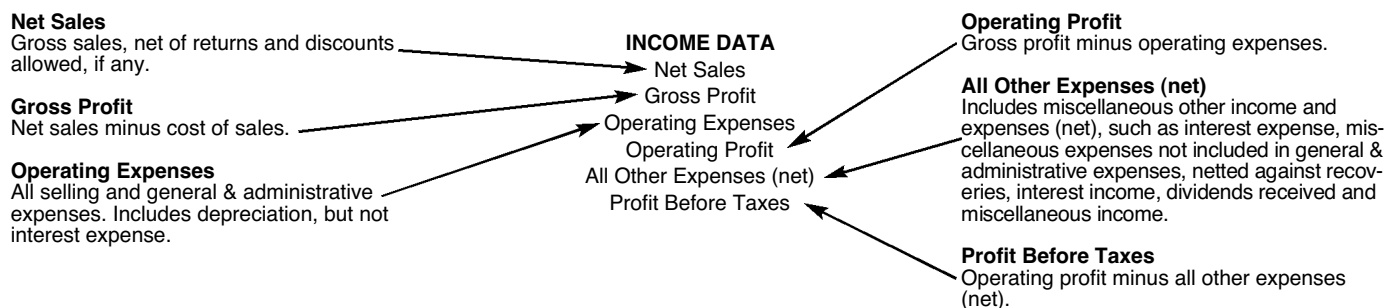 Net Sales
Gross sales, net of returns and discounts
allowed, if any.
Gross Profit
Net sales minus cost of sales.
Operating Expenses
All selling and general & administrative
expenses. Includes depreciation, but not
interest expense.
INCOME DATA
Net Sales
Gross Profit
Operating Expenses
Operating Profit
All Other Expenses (net)
Profit Before Taxes
Operating Profit
Gross profit minus operating expenses.
All Other Expenses (net)
Includes miscellaneous other income and
expenses (net), such as interest expense, mis-
cellaneous expenses not included in general &
administrative expenses, netted against recov-
eries, interest income, dividends received and
miscellaneous income.
Profit Before Taxes
Operating profit minus all other expenses
(net).